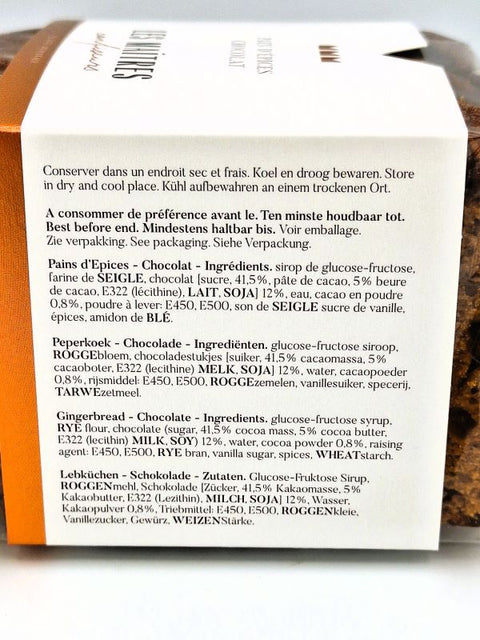 LES MAÎTRES
PAIN D'EPICES
CHOCOLAT
Conserver dans un endroit sec et frais. Koel en droog bewaren. Store
in dry and cool place. Kühl aufbewahren an einem trockenen Ort.
A consommer de préférence avant le. Ten minste houdbaar tot.
Best before end. Mindestens haltbar bis. Voir emballage.
Zie verpakking. See packaging. Siehe Verpackung.
Pains d'Epices - Chocolat - Ingrédients. sirop de glucose-fructose,
farine de SEIGLE, chocolat [sucre, 41,5%, pâte de cacao, 5% beure
de cacao, E322 (lécithine), LAIT, SOJA] 12%, eau, cacao en poudre
0,8%, poudre à lever: E450, E500, son de SEIGLE sucre de vanille,
épices, amidon de BLÉ.
Peperkoek - Chocolade - Ingrediënten. glucose-fructose siroop,
ROGGEbloem, chocoladestukjes [suiker, 41,5% cacaomassa, 5%
cacaoboter, E322 (lecithine) MELK, SOJA] 12%, water, cacaopoeder
0,8%, rijsmiddel: E450, E500, ROGGEzemelen, vanillesuiker, specerij,
TARWEzetmeel.
Gingerbread - Chocolate - Ingredients. glucose-fructose syrup,
RYE flour, chocolate (sugar, 41,5% cocoa mass, 5% cocoa butter,
E322 (lecithin) MILK, SOY) 12%, water, cocoa powder 0,8%, raising
agent: E450, E500, RYE bran, vanilla sugar, spices, WHEATstarch.
Lebküchen - Schokolade - Zutaten. Glucose-Fruktose Sirup,
ROGGENmehl, Schokolade [Zücker, 41,5% Kakaomasse, 5%
Kakaobutter, E322 (Lezithin), MILCH, SOJA] 12%, Wasser,
Kakaopulver 0,8%, Triebmittel: E450, E500, ROGGENkleie,
Vanillezucker, Gewürz, WEIZENStärke.